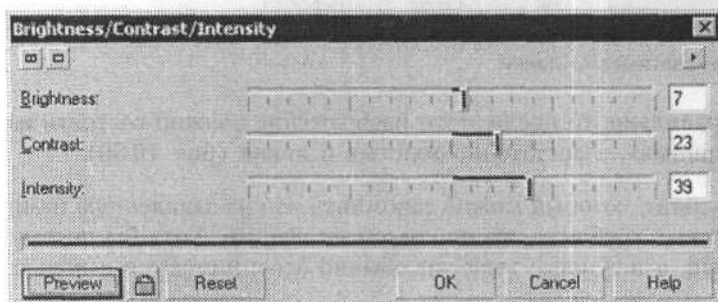 Brightness/Contrast/Intensity
Brightness: 7
Contrast: 23
Intensity: 39
Preview Reset OK Cancel Help